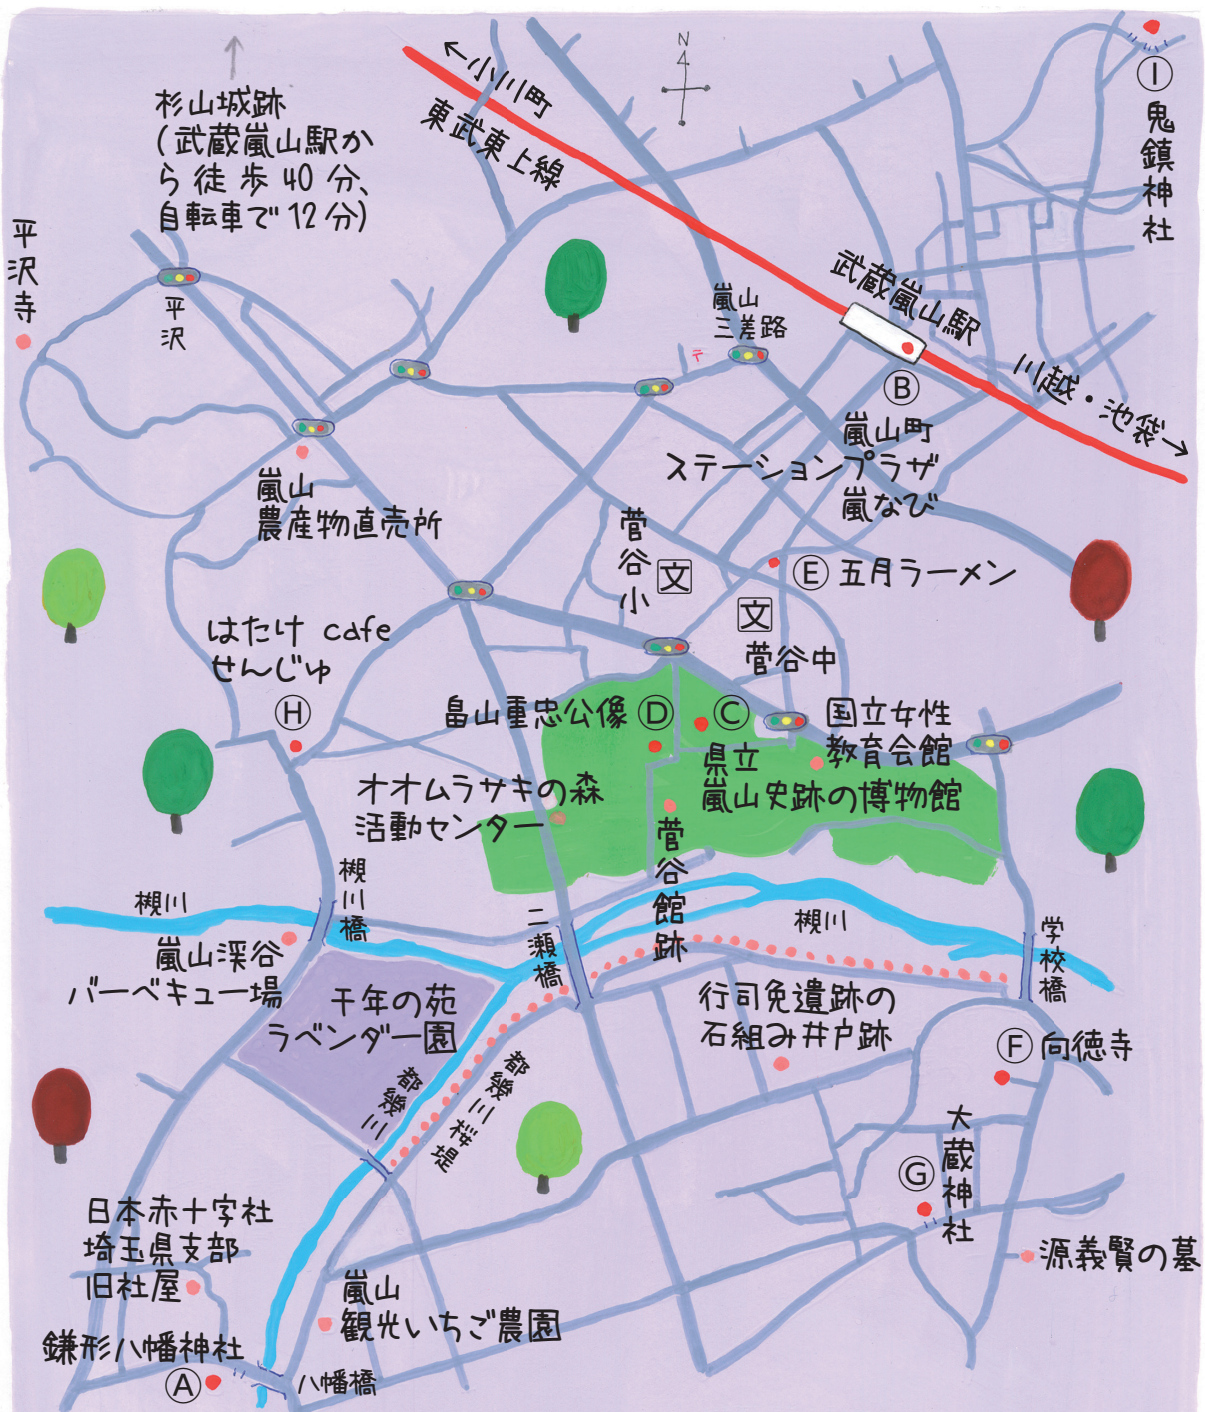 N
←小川町
東武東上線
杉山城跡
(武蔵嵐山駅か
ら徒歩40分、
自転車で12分)
Ⓘ
鬼鎮神社
平沢寺
平沢
武蔵嵐山駅
嵐山
三差路
〒
川越・池袋→
Ⓑ
嵐山町
ステーションプラザ
嵐なび
嵐山
農産物直売所
菅谷小
文
Ⓔ 五月ラーメン
文
菅谷中
はたけ cafe
せんじゅ
Ⓗ
畠山重忠公像 Ⓓ
Ⓒ
県立
嵐山史跡の博物館
国立女性
教育会館
オオムラサキの森
活動センター
菅谷館跡
槻川
槻川橋
二瀬橋
槻川
学校橋
嵐山渓谷
バーベキュー場
千年の苑
ラベンダー園
都幾川
都幾川桜堤
行司免遺跡の
石組み井戸跡
Ⓕ 向徳寺
大蔵神社
Ⓖ
源義賢の墓
日本赤十字社
埼玉県支部
旧社屋
嵐山
観光いちご農園
鎌形八幡神社
Ⓐ
八幡橋